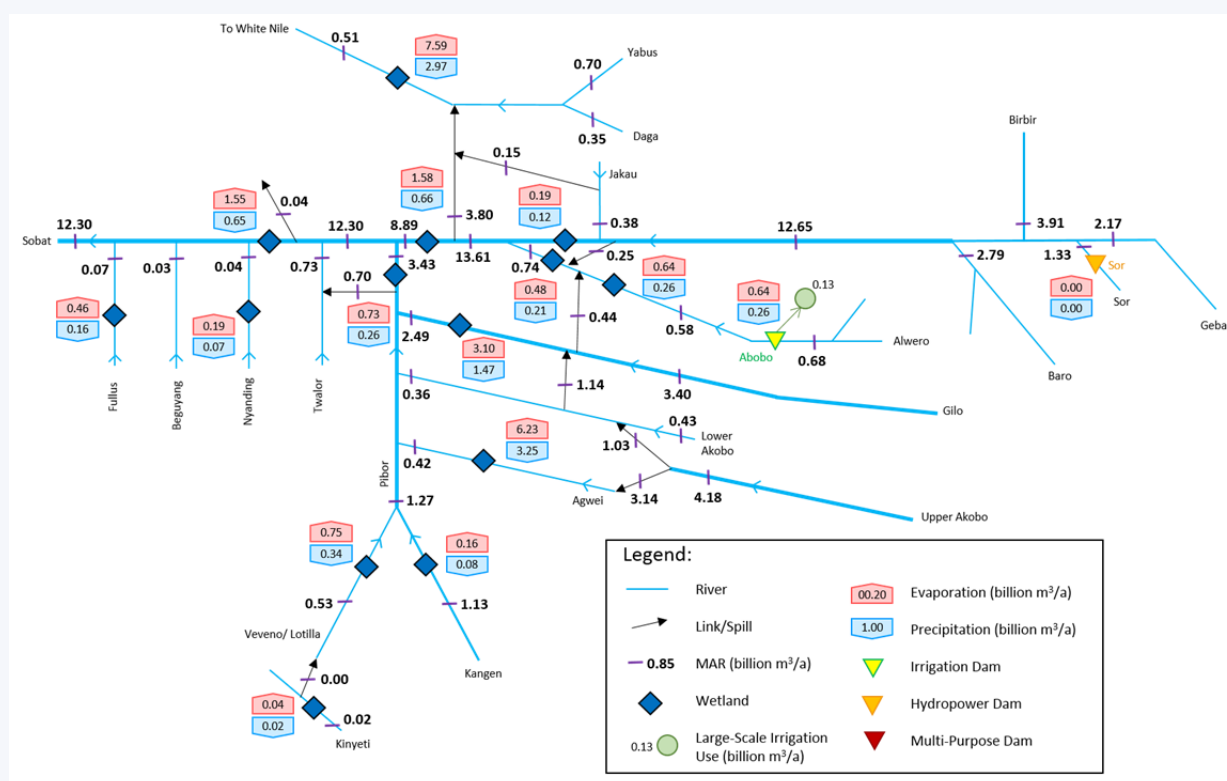 To White Nile
0.51
7.59
2.97
Yabus
0.70
0.35
Daga
Birbir
0.15
Jakau
1.58
0.66
0.19
0.12
1.55
0.65
0.04
3.80
0.38
3.91
2.17
12.30
12.30
8.89
12.65
Sobat
13.61
0.74
0.25
2.79
1.33
Sor
0.07
0.03
0.04
0.73
3.43
0.70
0.64
0.26
0.48
0.21
0.64
0.26
0.13
0.00
0.00
Sor
Geba
0.46
0.16
0.19
0.07
0.73
0.26
2.49
0.44
0.58
Abobo
0.68
Alwero
Baro
3.10
1.47
1.14
3.40
Gilo
Fullus
Beguyang
Nyanding
Twalor
0.36
0.43
Lower
Akobo
6.23
3.25
1.03
0.42
Pibor
Agwei
3.14
4.18
Upper Akobo
1.27
0.75
0.34
0.16
0.08
0.53
1.13
Veveno/ Lotilla
Kangen
0.00
0.04
0.02
0.02
Kinyeti
Legend:
River
Link/Spill
0.85 MAR (billion m³/a)
Wetland
0.13 Large-Scale Irrigation
Use (billion m³/a)
00.20 Evaporation (billion m³/a)
1.00 Precipitation (billion m³/a)
Irrigation Dam
Hydropower Dam
Multi-Purpose Dam